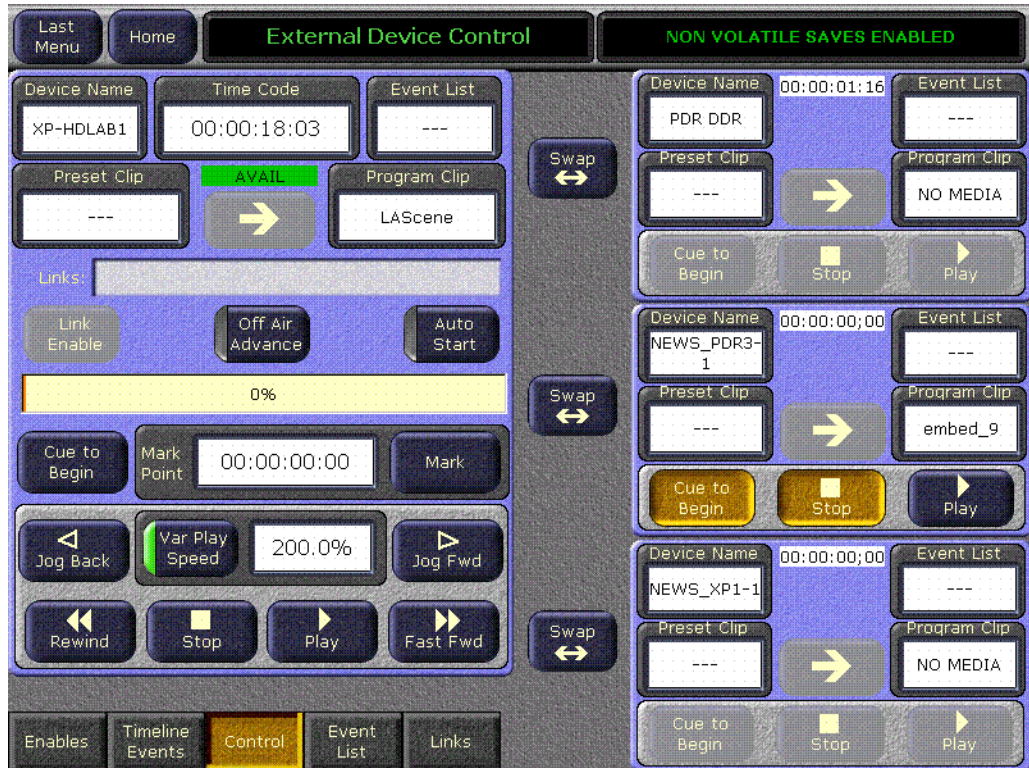 Last
Menu
Home
External Device Control
NON VOLATILE SAVES ENABLED
Device Name
Time Code
Event List
XP-HDLAB1
00:00:18:03
---
Preset Clip
AVAIL
Program Clip
---
LAScene
Links:
Link
Enable
Off Air
Advance
Auto
Start
0%
Cue to
Begin
Mark
Point
00:00:00:00
Mark
Jog Back
Var Play
Speed
200.0%
Jog Fwd
Rewind
Stop
Play
Fast Fwd
Swap
Swap
Swap
Device Name
00:00:01:16
Event List
PDR DDR
---
Preset Clip
Program Clip
---
NO MEDIA
Cue to
Begin
Stop
Play
Device Name
00:00:00;00
Event List
NEWS_PDR3-
1
---
Preset Clip
Program Clip
---
embed_9
Cue to
Begin
Stop
Play
Device Name
00:00:00;00
Event List
NEWS_XP1-1
---
Preset Clip
Program Clip
---
NO MEDIA
Cue to
Begin
Stop
Play
Enables
Timeline
Events
Control
Event
List
Links